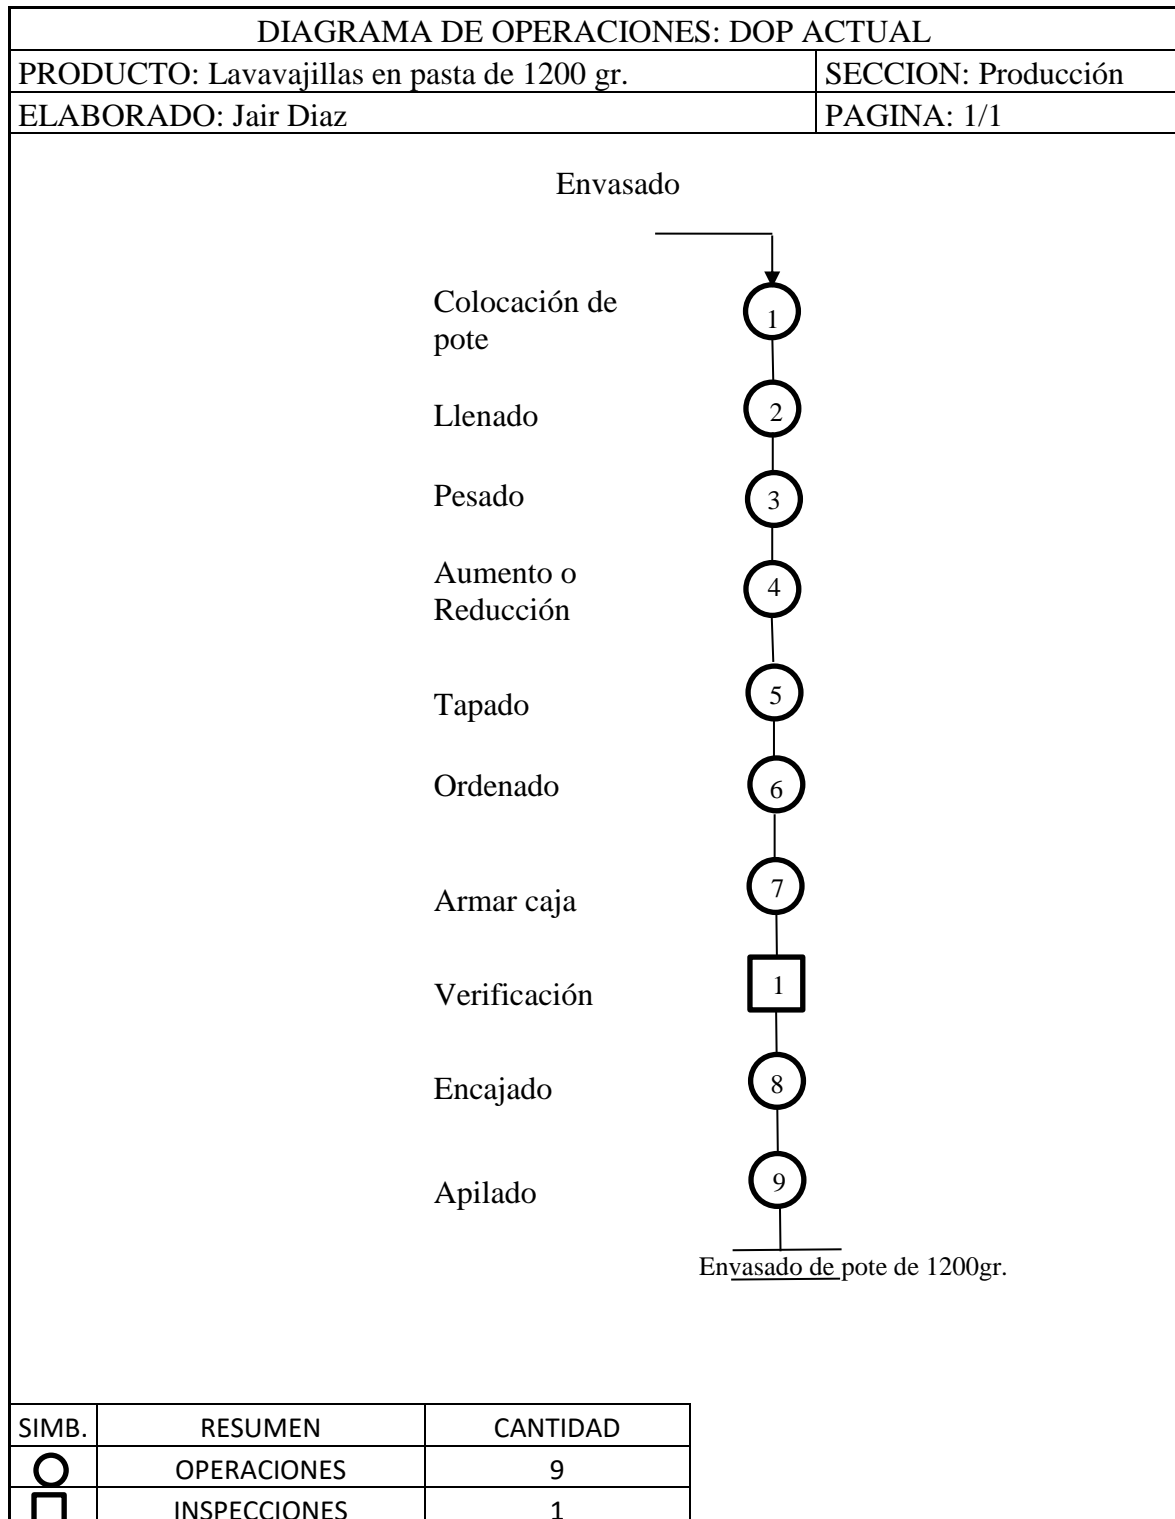 DIAGRAMA DE OPERACIONES: DOP ACTUAL
PRODUCTO: Lavavajillas en pasta de 1200 gr.
SECCION: Producción
ELABORADO: Jair Diaz
PAGINA: 1/1
Envasado
Colocación de
pote
1
Llenado
2
Pesado
3
Aumento o
Reducción
4
Tapado
5
Ordenado
6
Armar caja
7
Verificación
1
Encajado
8
Apilado
9
Envasado de pote de 1200gr.
SIMB. RESUMEN CANTIDAD
OPERACIONES 9
INSPECCIONES 1